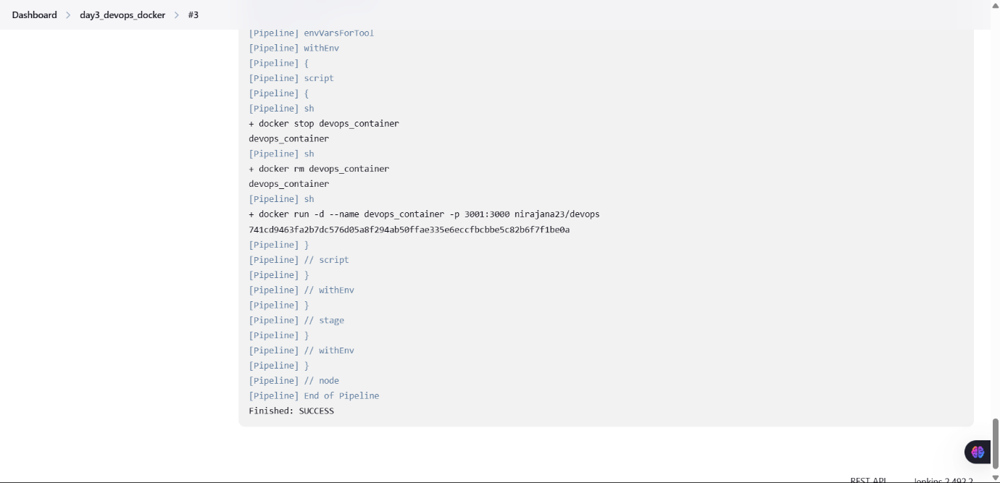 Dashboard > day3_devops_docker > #3
[Pipeline] envVarsForTool
[Pipeline] withEnv
[Pipeline] {
[Pipeline] script
[Pipeline] {
[Pipeline] sh
+ docker stop devops_container
devops_container
[Pipeline] sh
+ docker rm devops_container
devops_container
[Pipeline] sh
+ docker run -d --name devops_container -p 3001:3000 nirajana23/devops
741cd9463fa2b7dc576d05a8f294ab50ffae335e6eccfbcbbe5c82b6f7f1be0a
[Pipeline] }
[Pipeline] // script
[Pipeline] }
[Pipeline] // withEnv
[Pipeline] }
[Pipeline] // stage
[Pipeline] }
[Pipeline] // withEnv
[Pipeline] }
[Pipeline] // node
[Pipeline] End of Pipeline
Finished: SUCCESS
REST API Jenkins 2.492.2